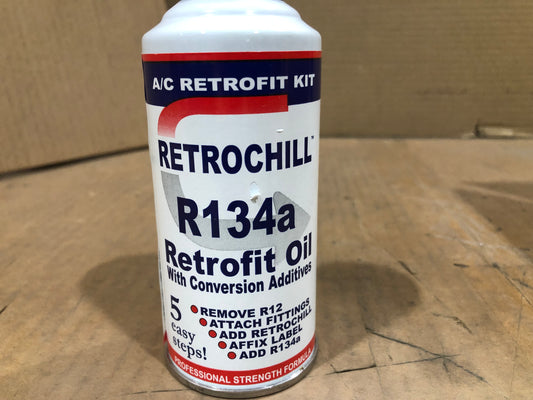 A/C RETROFIT KIT
RETROCHILL™
R134a
Retrofit Oil
With Conversion Additives
5
easy
steps!
REMOVE R12
ATTACH FITTINGS
ADD RETROCHILL
AFFIX LABEL
ADD R134a
PROFESSIONAL STRENGTH FORMULA